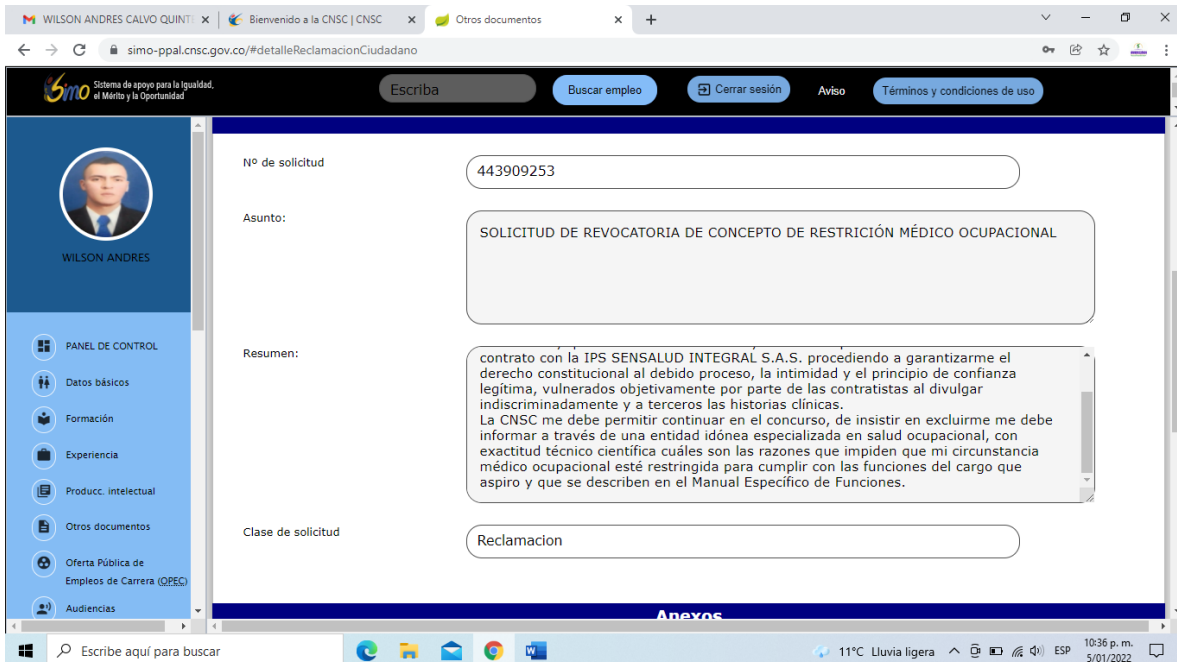 WILSON ANDRES CALVO QUINT
Bienvenido a la CNSC | CNSC
Otros documentos
simo-ppal.cnsc.gov.co/#detalleReclamacionCiudadano
Simo Sistema de apoyo para la Igualdad,
el Mérito y la Oportunidad
Escriba
Buscar empleo
Cerrar sesión
Aviso
Términos y condiciones de uso
WILSON ANDRES
PANEL DE CONTROL
Datos básicos
Formación
Experiencia
Producc. intelectual
Otros documentos
Oferta Pública de
Empleos de Carrera (OPEC)
Audiencias
Nº de solicitud
443909253
Asunto:
SOLICITUD DE REVOCATORIA DE CONCEPTO DE RESTRICIÓN MÉDICO OCUPACIONAL
Resumen:
contrato con la IPS SENSALUD INTEGRAL S.A.S. procediendo a garantizarme el
derecho constitucional al debido proceso, la intimidad y el principio de confianza
legítima, vulnerados objetivamente por parte de las contratistas al divulgar
indiscriminadamente y a terceros las historias clínicas.
La CNSC me debe permitir continuar en el concurso, de insistir en excluirme me debe
informar a través de una entidad idónea especializada en salud ocupacional, con
exactitud técnico científica cuáles son las razones que impiden que mi circunstancia
médico ocupacional esté restringida para cumplir con las funciones del cargo que
aspiro y que se describen en el Manual Específico de Funciones.
Clase de solicitud
Reclamacion
Anexos
Escribe aquí para buscar
11°C Lluvia ligera
ESP
10:36 p. m.
5/01/2022